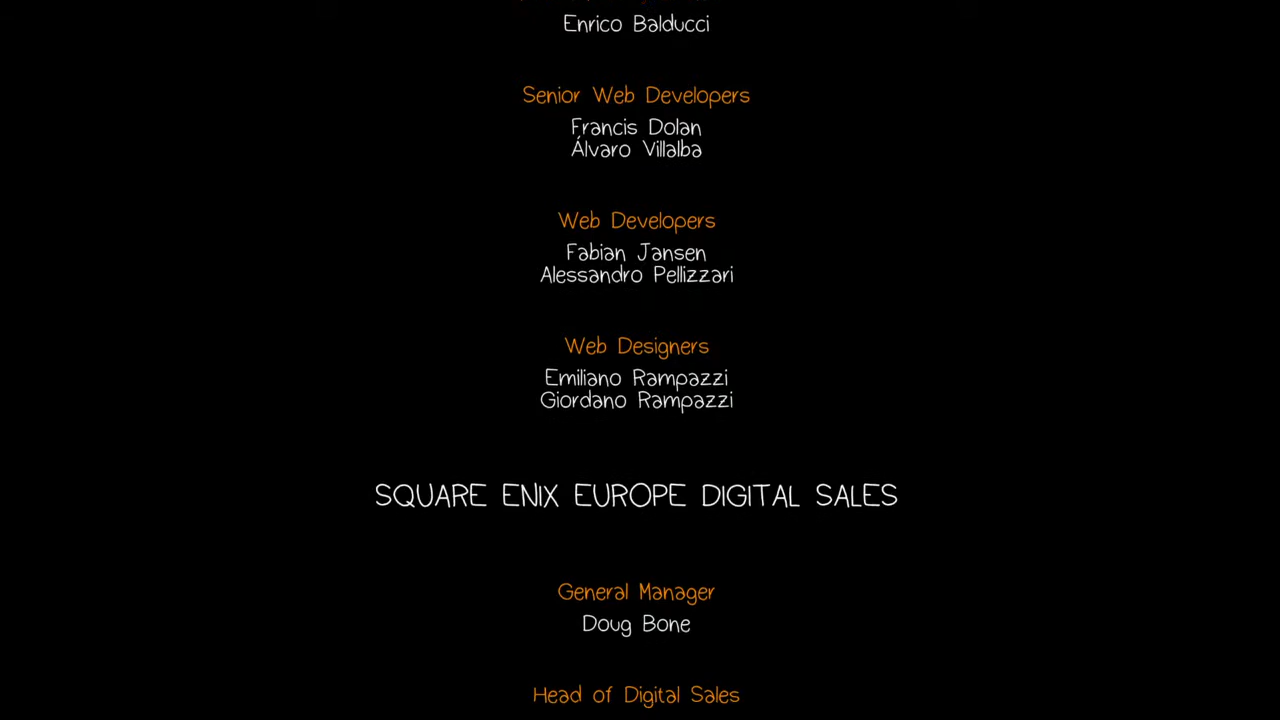 Enrico Balducci
Senior Web Developers
Francis Dolan
Álvaro Villalba
Web Developers
Fabian Jansen
Alessandro Pellizzari
Web Designers
Emiliano Rampazzi
Giordano Rampazzi
SQUARE ENIX EUROPE DIGITAL SALES
General Manager
Doug Bone
Head of Digital Sales